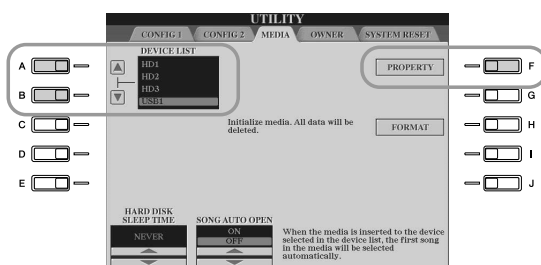 UTILITY
CONFIG 1 CONFIG 2 MEDIA OWNER SYSTEM RESET
DEVICE LIST
HD1
HD2
HD3
USB1
PROPERTY
A
B
C
D
E
F
G
H
I
J
Initialize media. All data will be
deleted.
FORMAT
HARD DISK
SLEEP TIME
NEVER
SONG AUTO OPEN
ON
OFF
When the media is inserted to the device
selected in the device list, the first song
in the media will be selected
automatically.